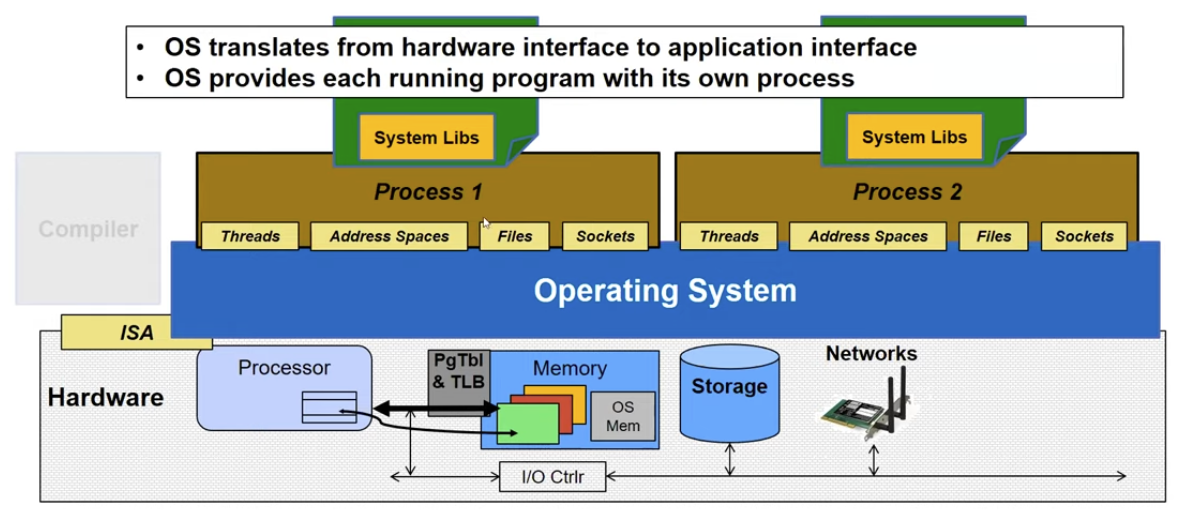 • OS translates from hardware interface to application interface
• OS provides each running program with its own process
System Libs
System Libs
Compiler
Process 1
Process 2
Threads
Address Spaces
Files
Sockets
Threads
Address Spaces
Files
Sockets
Operating System
ISA
Hardware
Processor
PgTbl
& TLB
Memory
OS
Mem
Storage
Networks
I/O Ctrlr